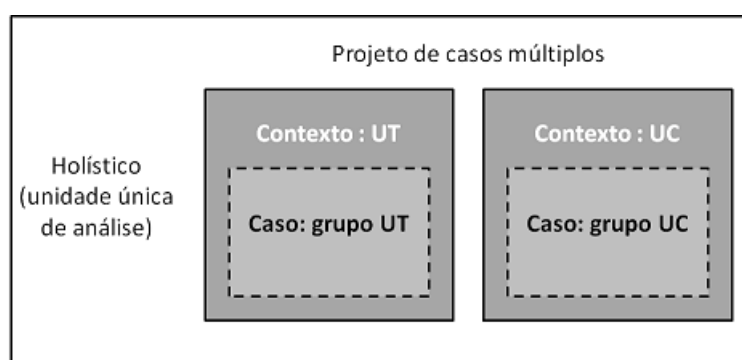 Projeto de casos múltiplos
Contexto : UT
Contexto : UC
Holístico
(unidade única
de análise)
Caso: grupo UT
Caso: grupo UC